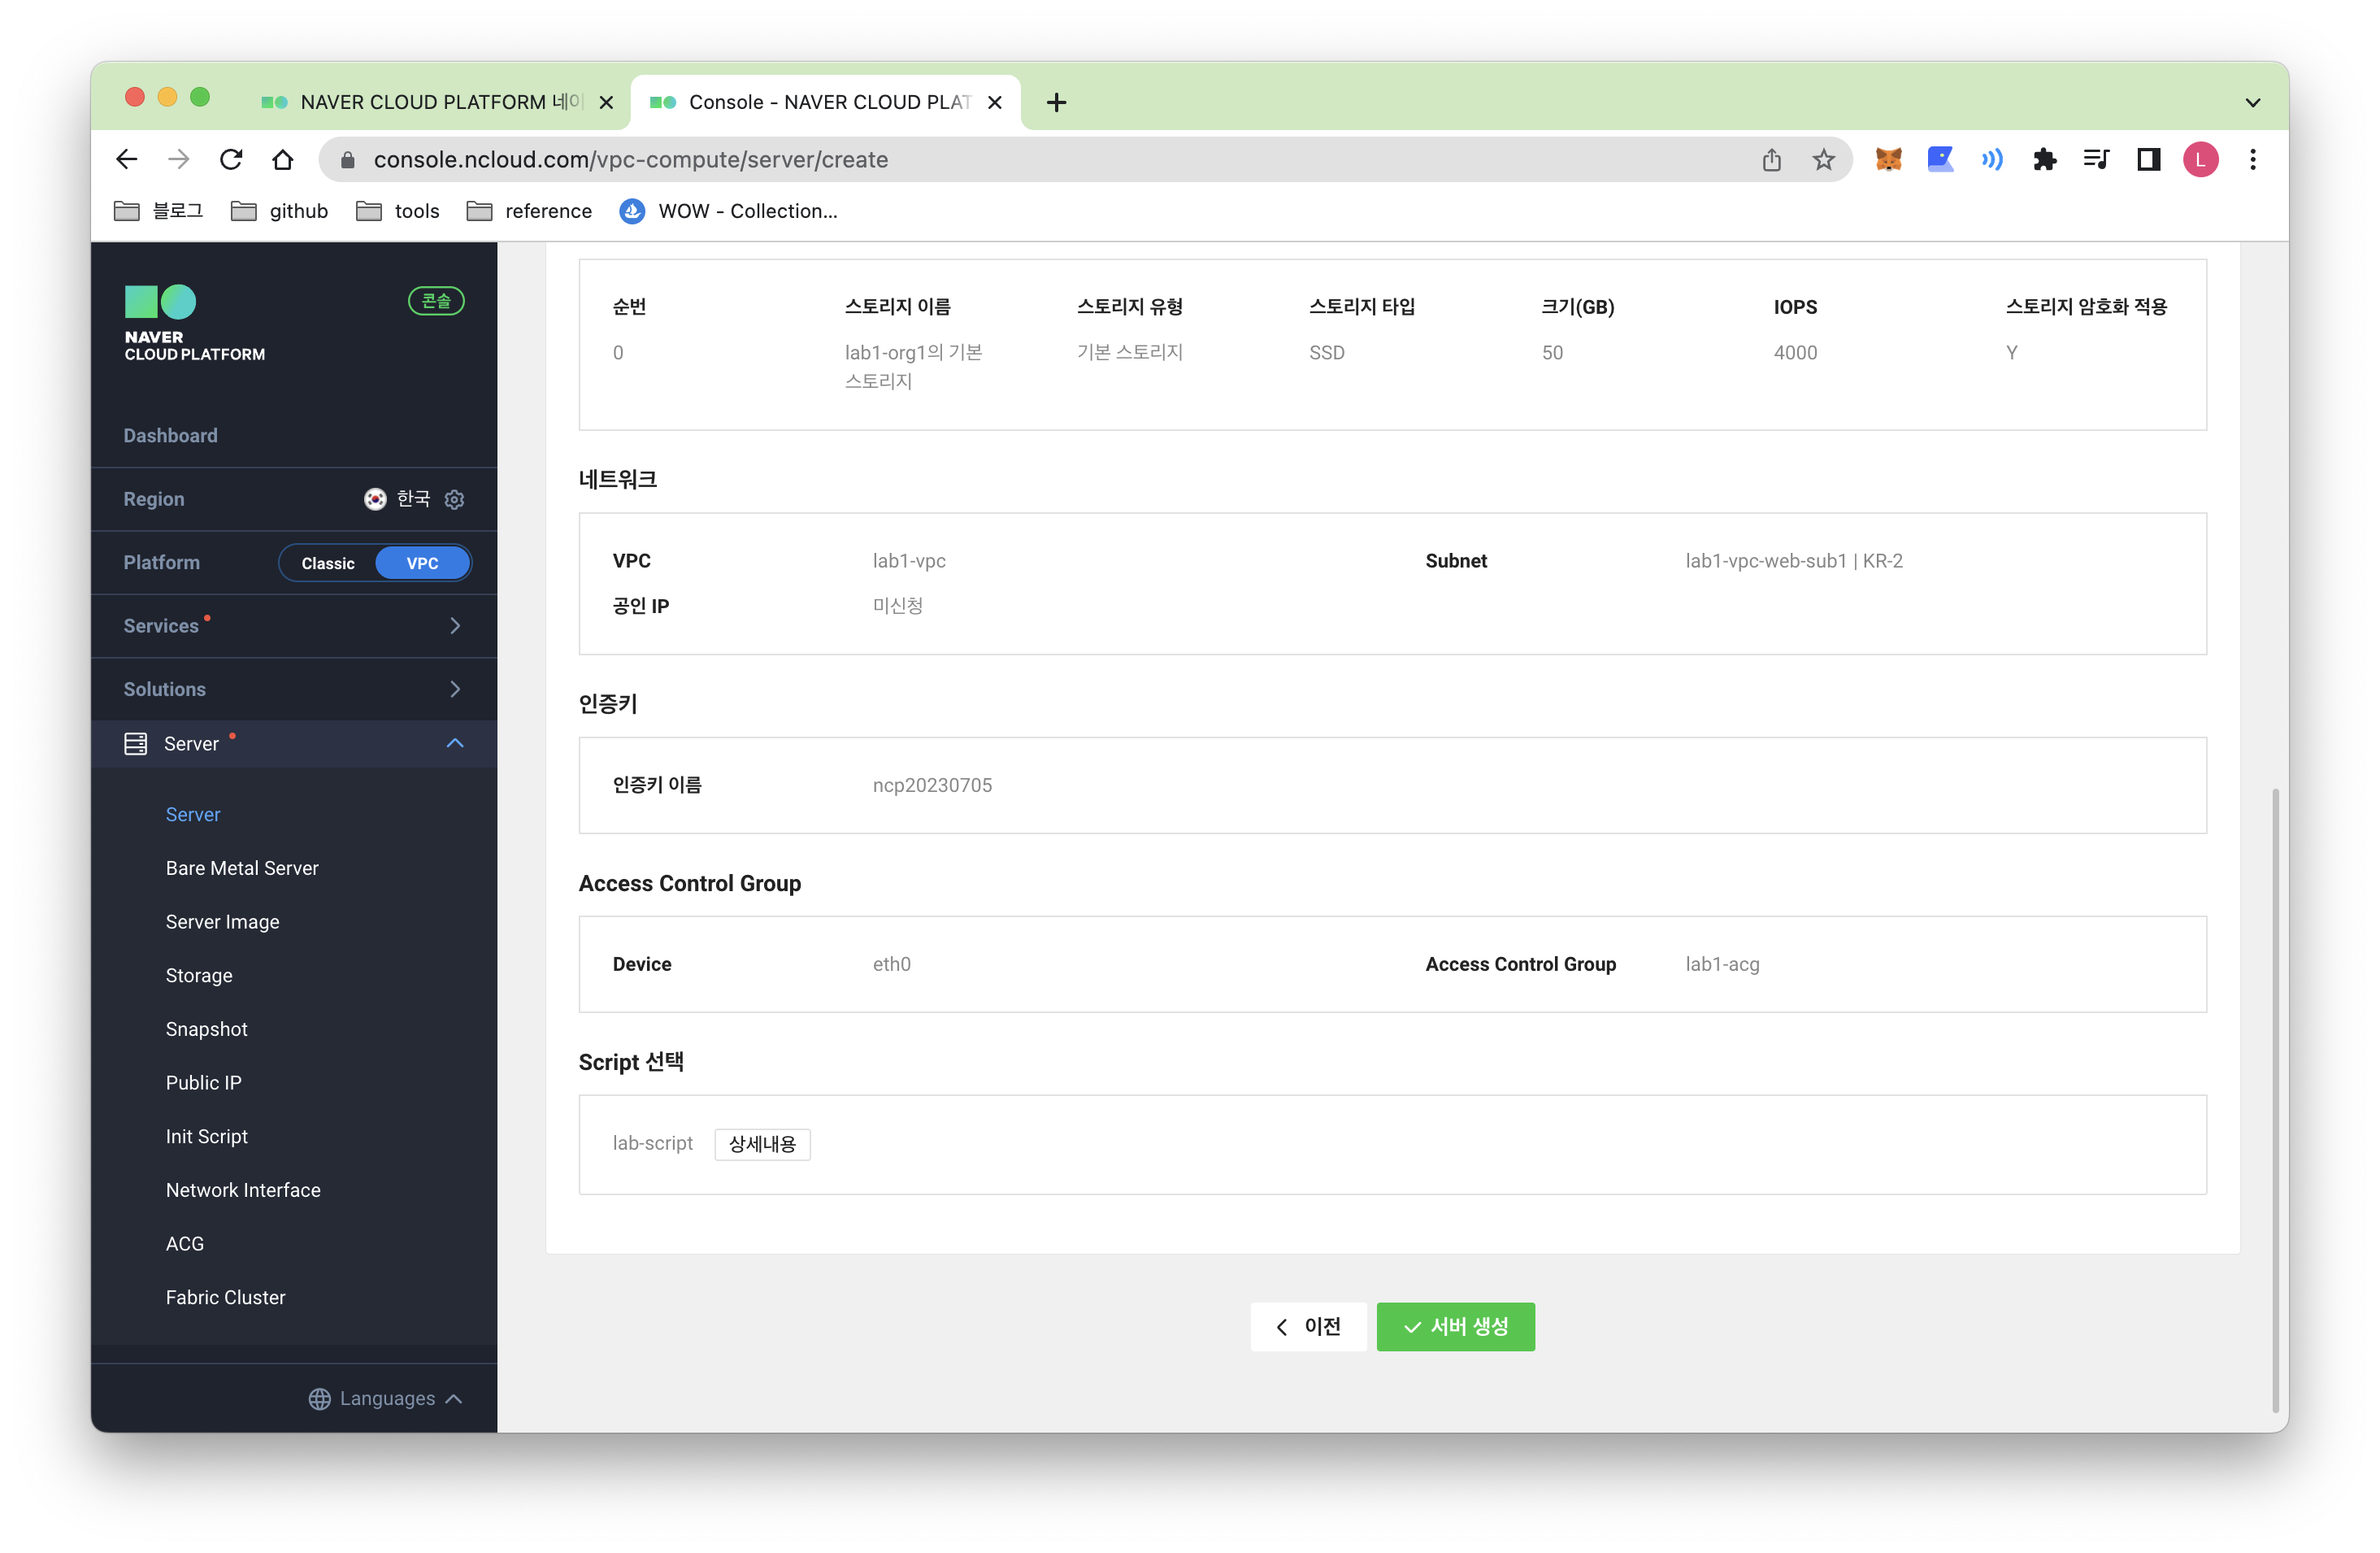 NAVER CLOUD PLATFORM 네이
Console - NAVER CLOUD PLAT
console.ncloud.com/vpc-compute/server/create
L
블로그
github
tools
reference
WOW - Collection...
NAVER
CLOUD PLATFORM
콘솔
Dashboard
Region
한국
Platform
Classic
VPC
Services
Solutions
Server
Server
Bare Metal Server
Server Image
Storage
Snapshot
Public IP
Init Script
Network Interface
ACG
Fabric Cluster
Languages
순번 스토리지 이름 스토리지 유형 스토리지 타입 크기(GB) IOPS 스토리지 암호화 적용
0 lab1-org1의 기본 기본 스토리지 SSD 50 4000 Y
스토리지
네트워크
VPC lab1-vpc Subnet lab1-vpc-web-sub1 | KR-2
공인 IP 미신청
인증키
인증키 이름 ncp20230705
Access Control Group
Device eth0 Access Control Group lab1-acg
Script 선택
lab-script 상세내용
이전 서버 생성